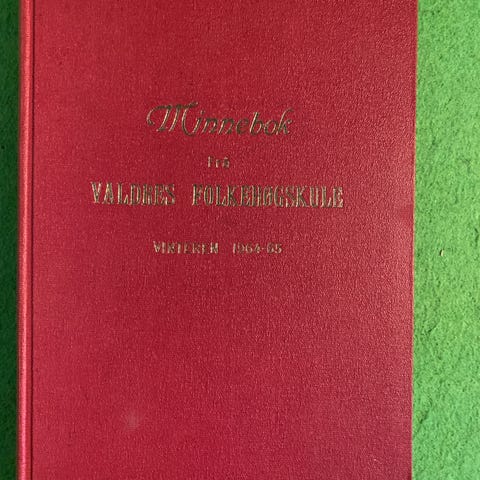 Minnebok
frå
VALDRES FOLKEHØGSKULE
VINTEREN 1964-65